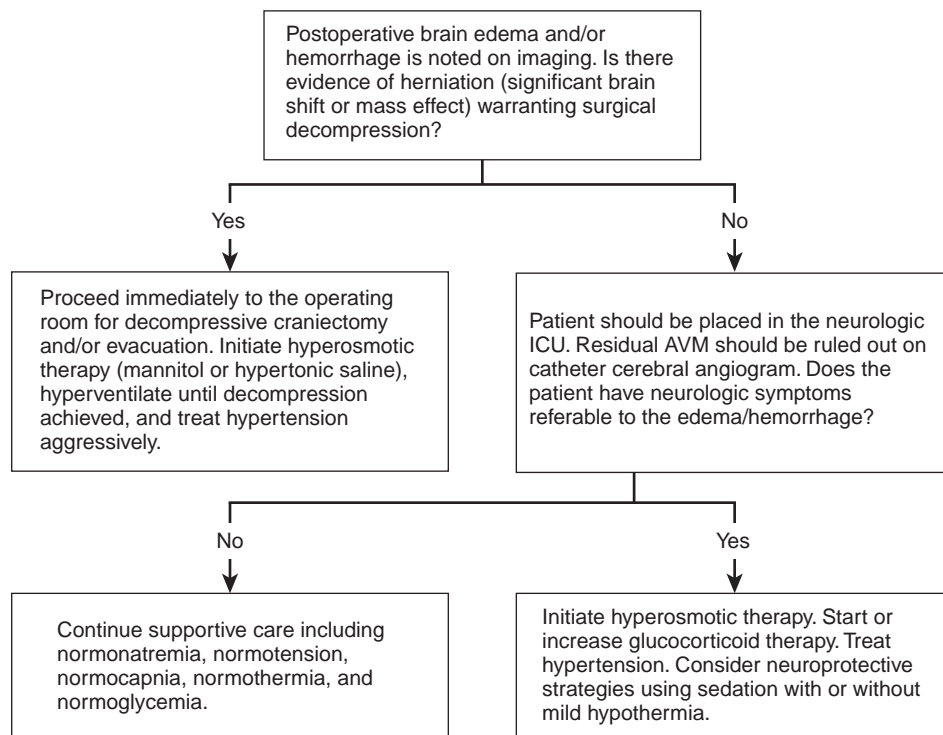 Postoperative brain edema and/or
hemorrhage is noted on imaging. Is there
evidence of herniation (significant brain
shift or mass effect) warranting surgical
decompression?
Yes
No
Proceed immediately to the operating
room for decompressive craniectomy
and/or evacuation. Initiate hyperosmotic
therapy (mannitol or hypertonic saline),
hyperventilate until decompression
achieved, and treat hypertension
aggressively.
Patient should be placed in the neurologic
ICU. Residual AVM should be ruled out on
catheter cerebral angiogram. Does the
patient have neurologic symptoms
referable to the edema/hemorrhage?
No
Yes
Continue supportive care including
normonatremia, normotension,
normocapnia, normothermia, and
normoglycemia.
Initiate hyperosmotic therapy. Start or
increase glucocorticoid therapy. Treat
hypertension. Consider neuroprotective
strategies using sedation with or without
mild hypothermia.